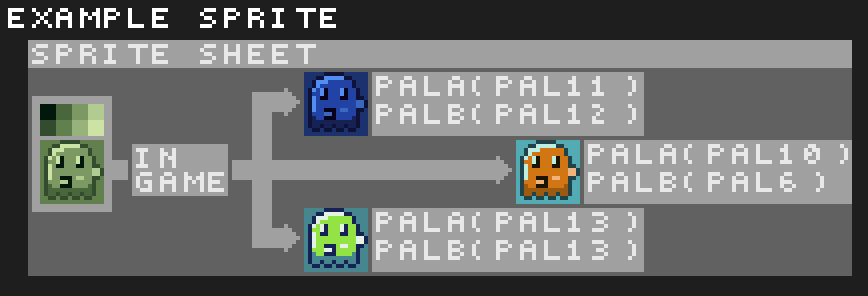 EXAMPLE SPRITE
SPRITE SHEET
PALA(PAL11 )
PALB(PAL12 )
IN
GAME
PALA(PAL10 )
PALB(PAL6 )
PALA(PAL13 )
PALB(PAL13 )